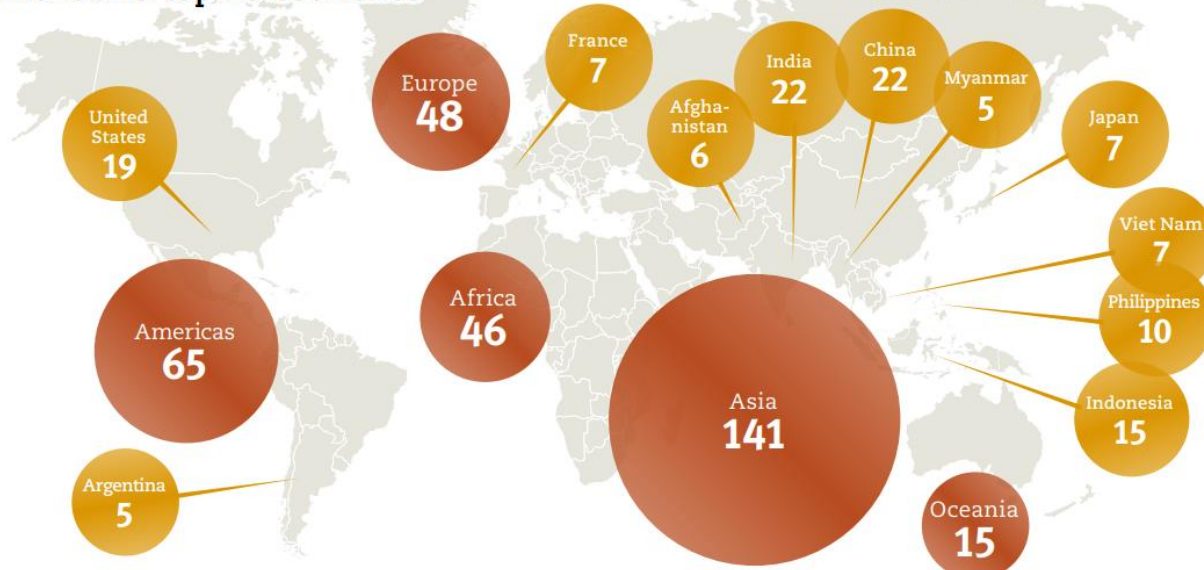 United
States
19
Europe
48
France
7
Afgha-
nistan
6
India
22
China
22
Myanmar
5
Japan
7
Viet Nam
7
Philippines
10
Indonesia
15
Americas
65
Africa
46
Asia
141
Argentina
5
Oceania
15